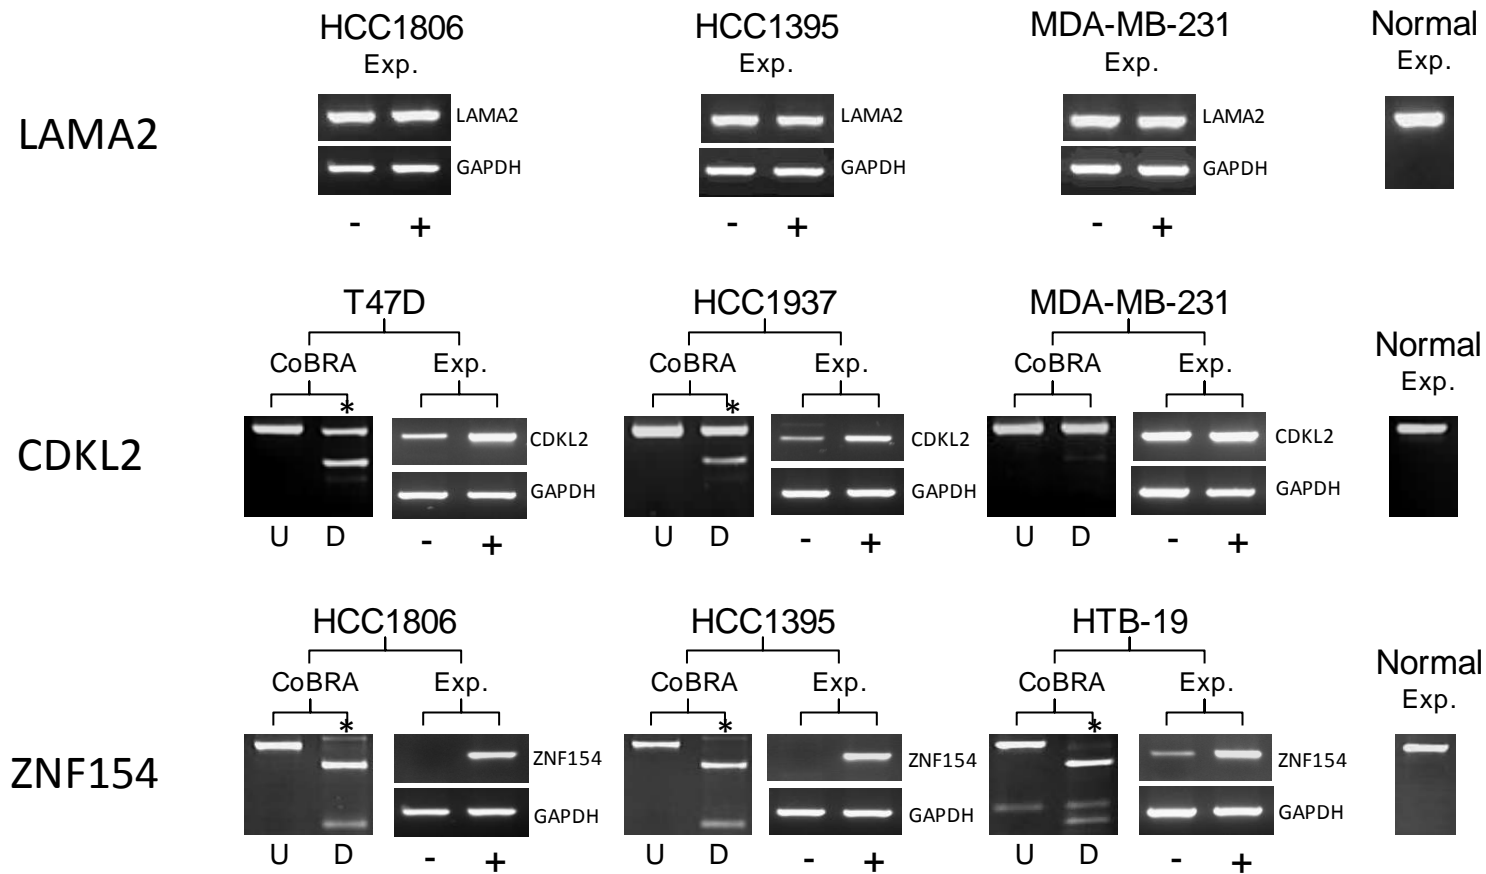 HCC1806 HCC1395 MDA-MB-231 Normal
Exp. Exp. Exp. Exp.
LAMA2 LAMA2 LAMA2 LAMA2
GAPDH GAPDH GAPDH
- + - + - +
T47D HCC1937 MDA-MB-231 Normal
CoBRA Exp. CoBRA Exp. CoBRA Exp. Exp.
* *
CDKL2 CDKL2 CDKL2 CDKL2
GAPDH GAPDH GAPDH
U D - + U D - + U D - +
HCC1806 HCC1395 HTB-19 Normal
CoBRA Exp. CoBRA Exp. CoBRA Exp. Exp.
* * *
ZNF154 ZNF154 ZNF154 ZNF154
GAPDH GAPDH GAPDH
U D - + U D - + U D - +